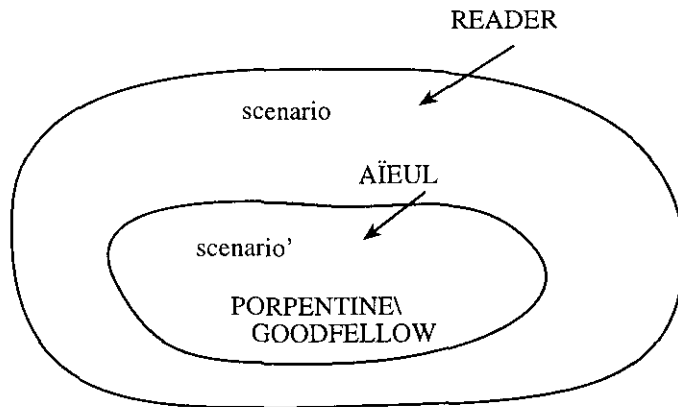 READER
scenario
AÏEUL
scenario'
PORPENTINE\
GOODFELLOW